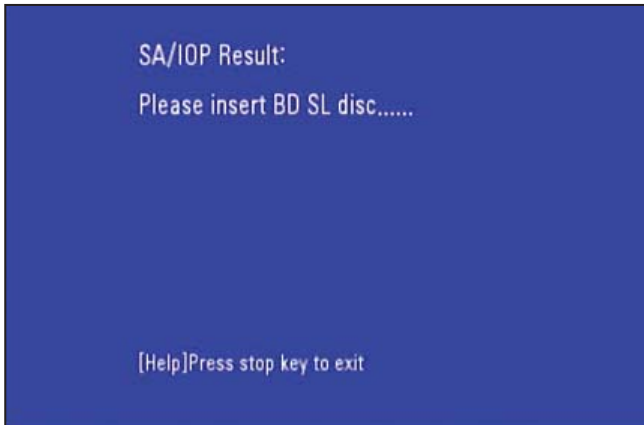 SA/IOP Result:
Please insert BD SL disc......
[Help]Press stop key to exit